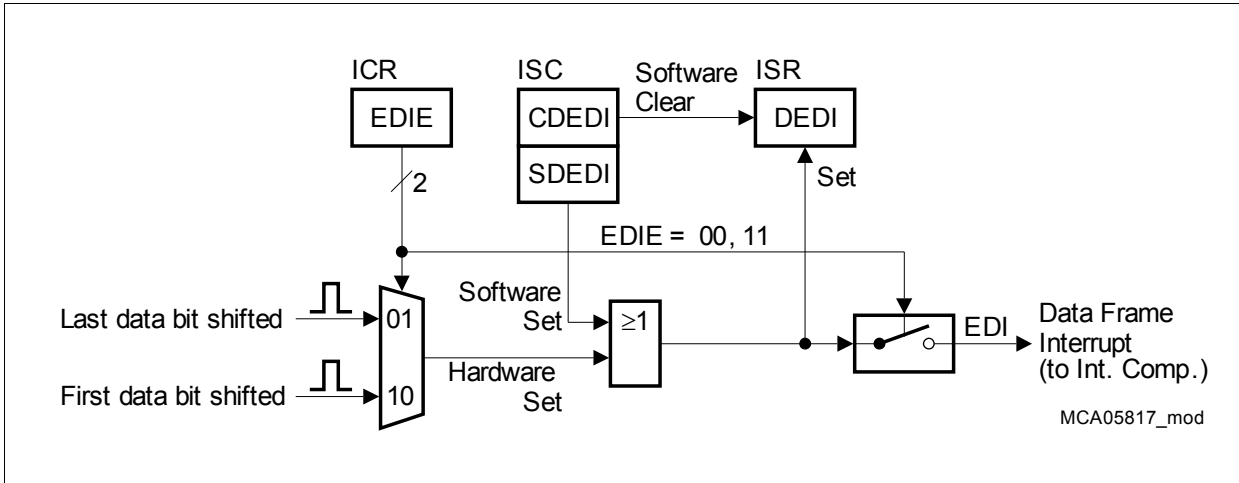 ICR
ISC
Software
Clear
ISR
EDIE
CDEDI
DEDI
SDEDI
2
Set
EDIE = 00, 11
Last data bit shifted
01
Software
Set
≥1
EDI
Data Frame
Interrupt
(to Int. Comp.)
First data bit shifted
10
Hardware
Set
MCA05817_mod